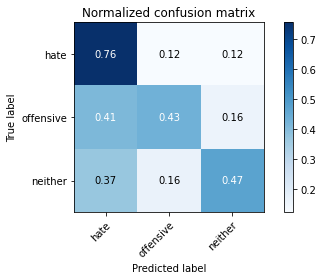 Normalized confusion matrix
True label
hate 0.76 0.12 0.12
offensive 0.41 0.43 0.16
neither 0.37 0.16 0.47
hate offensive neither
Predicted label
0.7
0.6
0.5
0.4
0.3
0.2